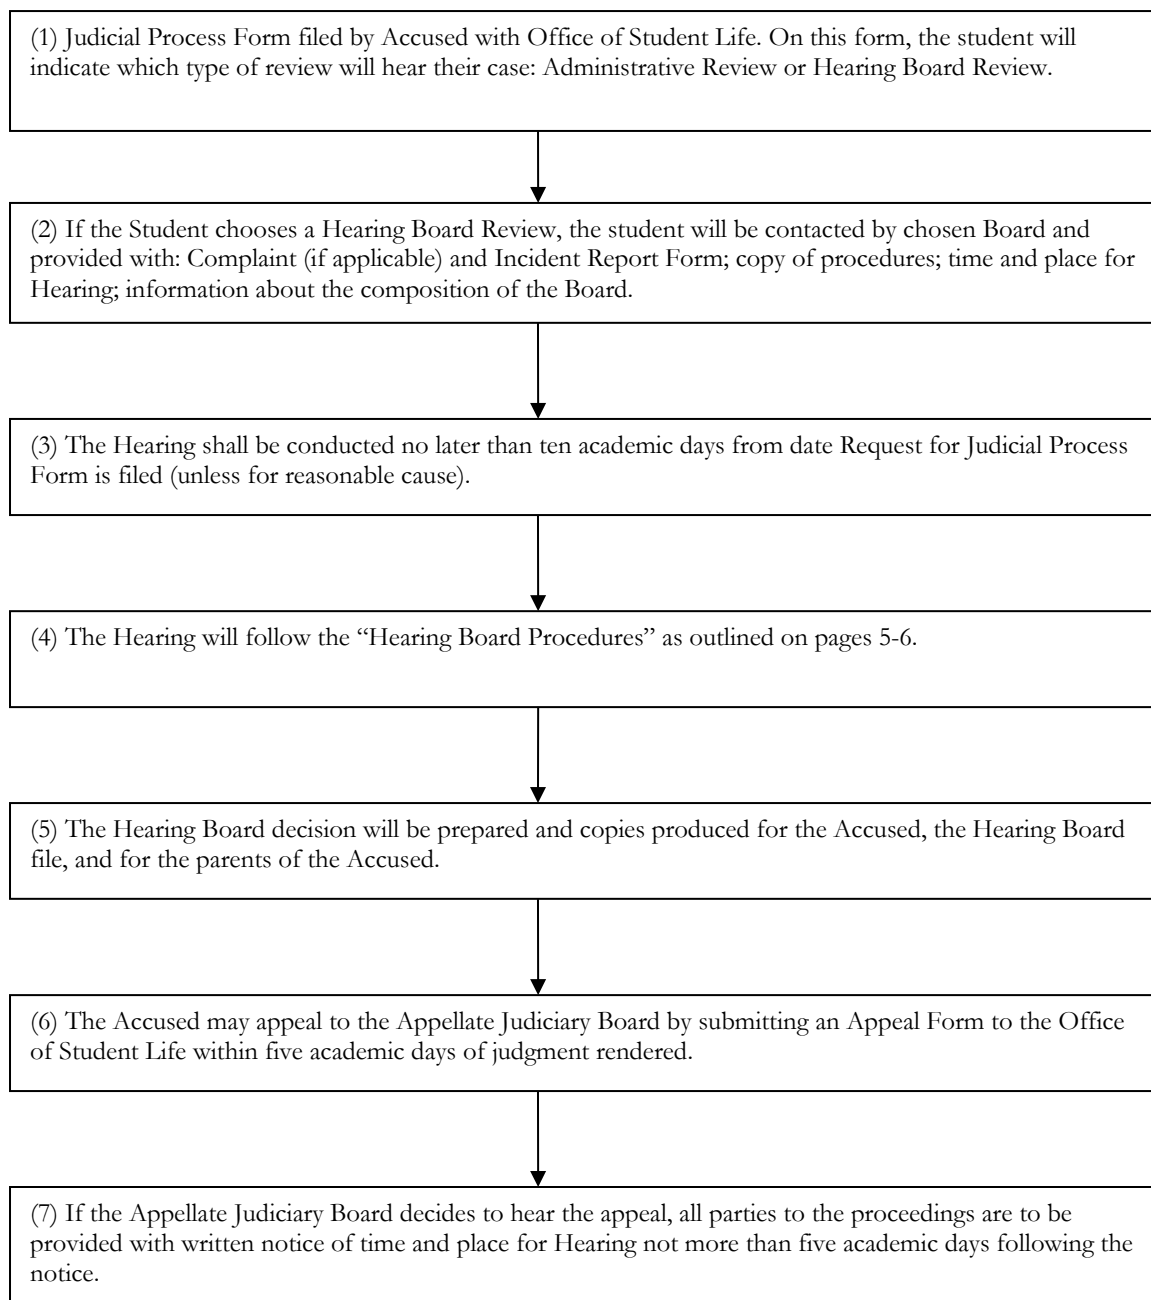 (1) Judicial Process Form filed by Accused with Office of Student Life. On this form, the student will
indicate which type of review will hear their case: Administrative Review or Hearing Board Review.
(2) If the Student chooses a Hearing Board Review, the student will be contacted by chosen Board and
provided with: Complaint (if applicable) and Incident Report Form; copy of procedures; time and place for
Hearing; information about the composition of the Board.
(3) The Hearing shall be conducted no later than ten academic days from date Request for Judicial Process
Form is filed (unless for reasonable cause).
(4) The Hearing will follow the “Hearing Board Procedures” as outlined on pages 5-6.
(5) The Hearing Board decision will be prepared and copies produced for the Accused, the Hearing Board
file, and for the parents of the Accused.
(6) The Accused may appeal to the Appellate Judiciary Board by submitting an Appeal Form to the Office
of Student Life within five academic days of judgment rendered.
(7) If the Appellate Judiciary Board decides to hear the appeal, all parties to the proceedings are to be
provided with written notice of time and place for Hearing not more than five academic days following the
notice.